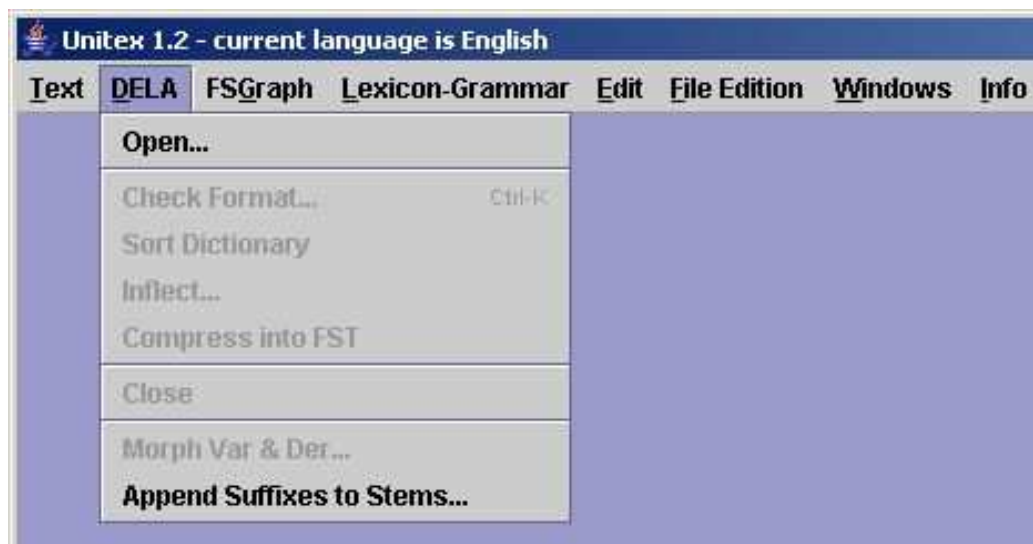 Unitex 1.2 - current language is English
Text DELA FSGraph Lexicon-Grammar Edit File Edition Windows Info
Open...
Check Format... Ctrl-K
Sort Dictionary
Inflect...
Compress into FST
Close
Morph Var & Der...
Append Suffixes to Stems...